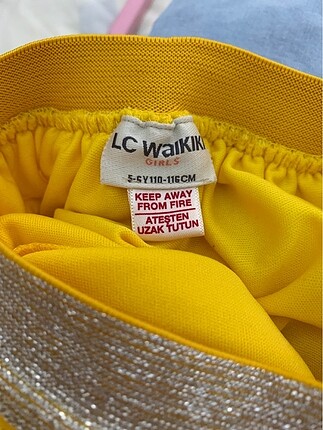 LC WAIKIKI
GIRLS
5-6Y 110-116CM
KEEP AWAY
FROM FIRE
ATEŞTEN
UZAK TUTUN